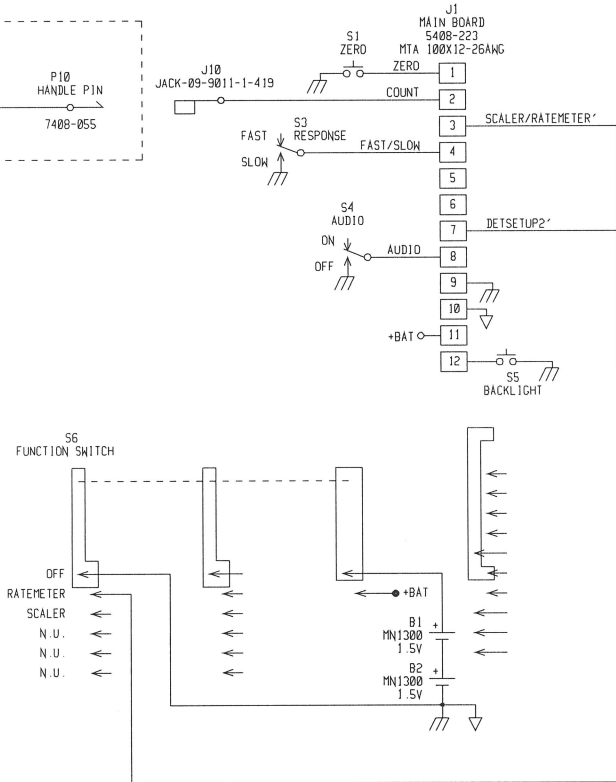 J1
MAIN BOARD
5408-223
MTA 100X12-26AWG
S1
ZERO
ZERO
1
P10
HANDLE PIN
7408-055
J10
JACK-09-9011-1-419
COUNT
2
3
SCALER/RATEMETER'
S3
RESPONSE
FAST
SLOW
FAST/SLOW
4
5
6
7
DETSETUP2'
S4
AUDIO
ON
OFF
AUDIO
8
9
10
+BAT
11
12
S5
BACKLIGHT
S6
FUNCTION SWITCH
OFF
RATEMETER
SCALER
N.U.
N.U.
N.U.
+BAT
B1
+
MN1300
1.5V
B2
+
MN1300
1.5V